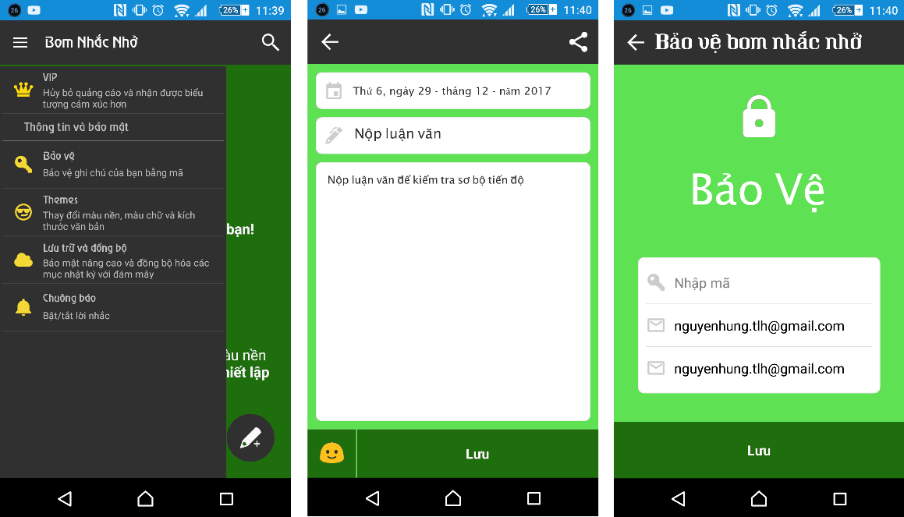 26 26% 11:39
Bom Nhắc Nhở
VIP
Hủy bỏ quảng cáo và nhận được biểu
tượng cảm xúc hơn
Thông tin và bảo mật
Bảo vệ
Bảo vệ ghi chú của bạn bằng mã
Themes
Thay đổi màu nền, màu chữ và kích
thước văn bản
Lưu trữ và đồng bộ
Bảo mật nâng cao và đồng bộ hóa các
mục nhật ký với đám mây
Chuông báo
Bật/tắt lời nhắc
bạn!
àu nền
hiết lập
26 26% 11:40
Thứ 6, ngày 29 - tháng 12 - năm 2017
Nộp luận văn
Nộp luận văn để kiểm tra sơ bộ tiến độ
Lưu
26 26% 11:40
Bảo vệ bom nhắc nhở
Bảo Vệ
Nhập mã
nguyenhung.tlh@gmail.com
nguyenhung.tlh@gmail.com
Lưu